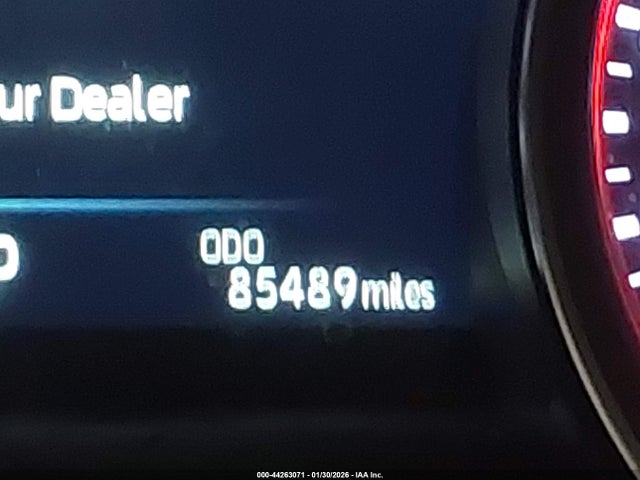 ur Dealer
ODO
85489 miles
000-44263071 - 01/30/2026 - IAA Inc.